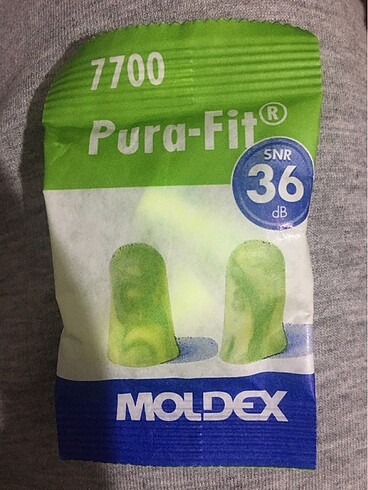 7700
Pura-Fit®
SNR
36
dB
MOLDEX